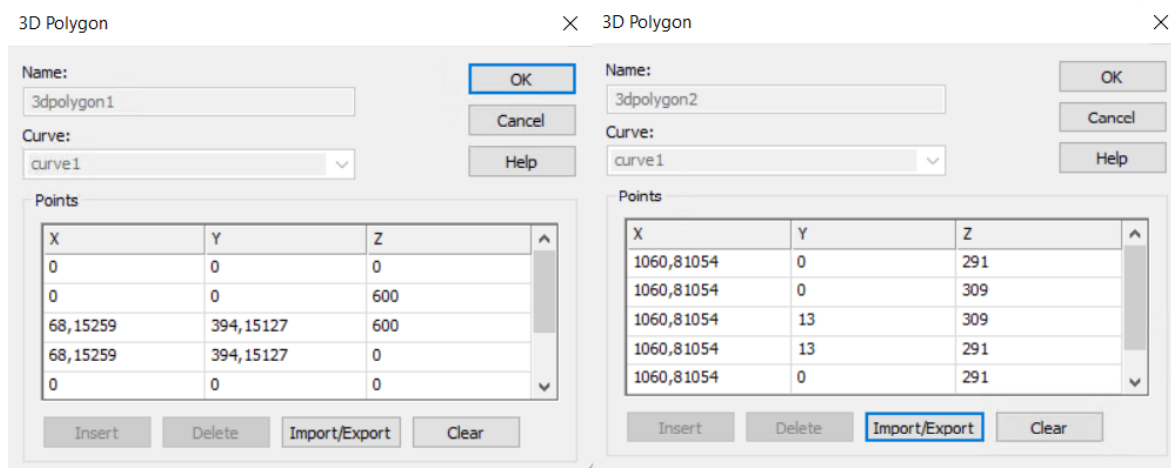 3D Polygon
Name:
3dpolygon1
Curve:
curve1
OK
Cancel
Help
Points
X Y Z
0 0 0
0 0 600
68,15259 394,15127 600
68,15259 394,15127 0
0 0 0
Insert Delete Import/Export Clear
3D Polygon
Name:
3dpolygon2
Curve:
curve1
OK
Cancel
Help
Points
X Y Z
1060,81054 0 291
1060,81054 0 309
1060,81054 13 309
1060,81054 13 291
1060,81054 0 291
Insert Delete Import/Export Clear